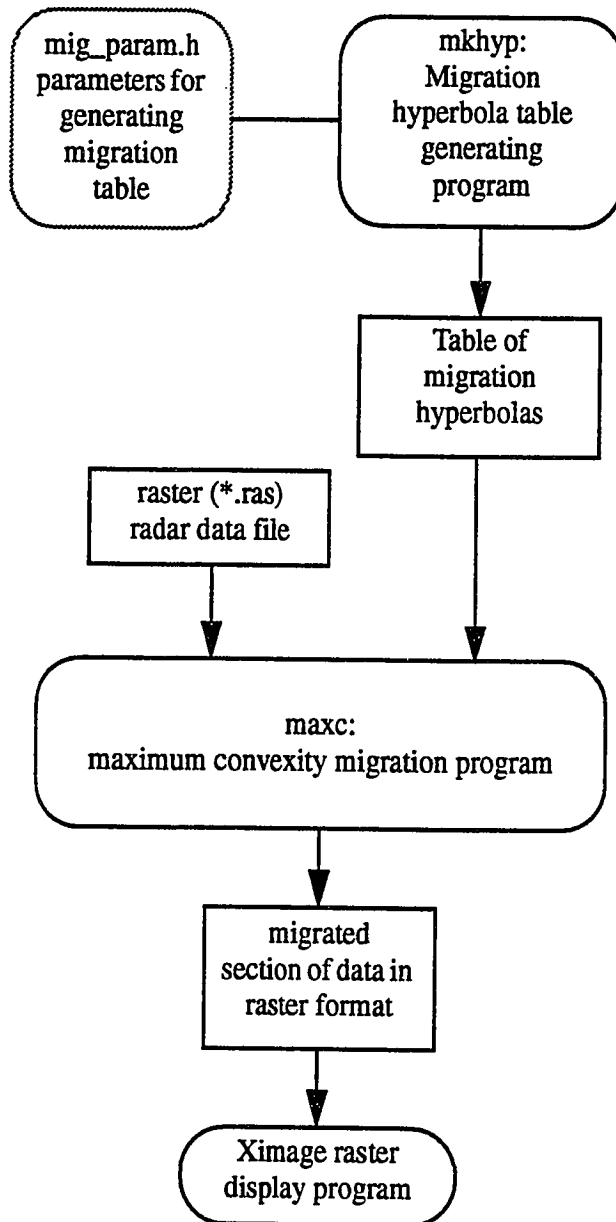 mig_param.h
parameters for
generating
migration
table
mkhyp:
Migration
hyperbola table
generating
program
Table of
migration
hyperbolas
raster (*.ras)
radar data file
maxc:
maximum convexity migration program
migrated
section of data in
raster format
Ximage raster
display program